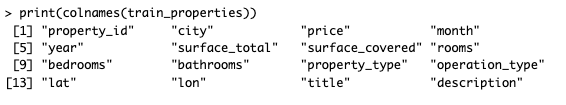 > print(colnames(train_properties))
[1] "property_id" "city" "price" "month"
[5] "year" "surface_total" "surface_covered" "rooms"
[9] "bedrooms" "bathrooms" "property_type" "operation_type"
[13] "lat" "lon" "title" "description"